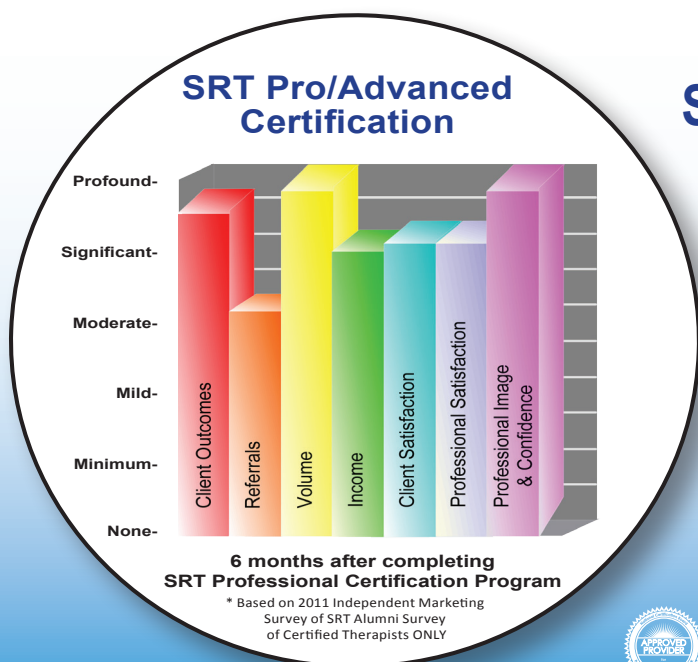 SRT Pro/Advanced
Certification
S
Profound-
Significant-
Moderate-
Mild-
Minimum-
None-
Client Outcomes
Referrals
Volume
Income
Client Satisfaction
Professional Satisfaction
Professional Image
& Confidence
6 months after completing
SRT Professional Certification Program
* Based on 2011 Independent Marketing
Survey of SRT Alumni Survey
of Certified Therapists ONLY
APPROVED
PROVIDER